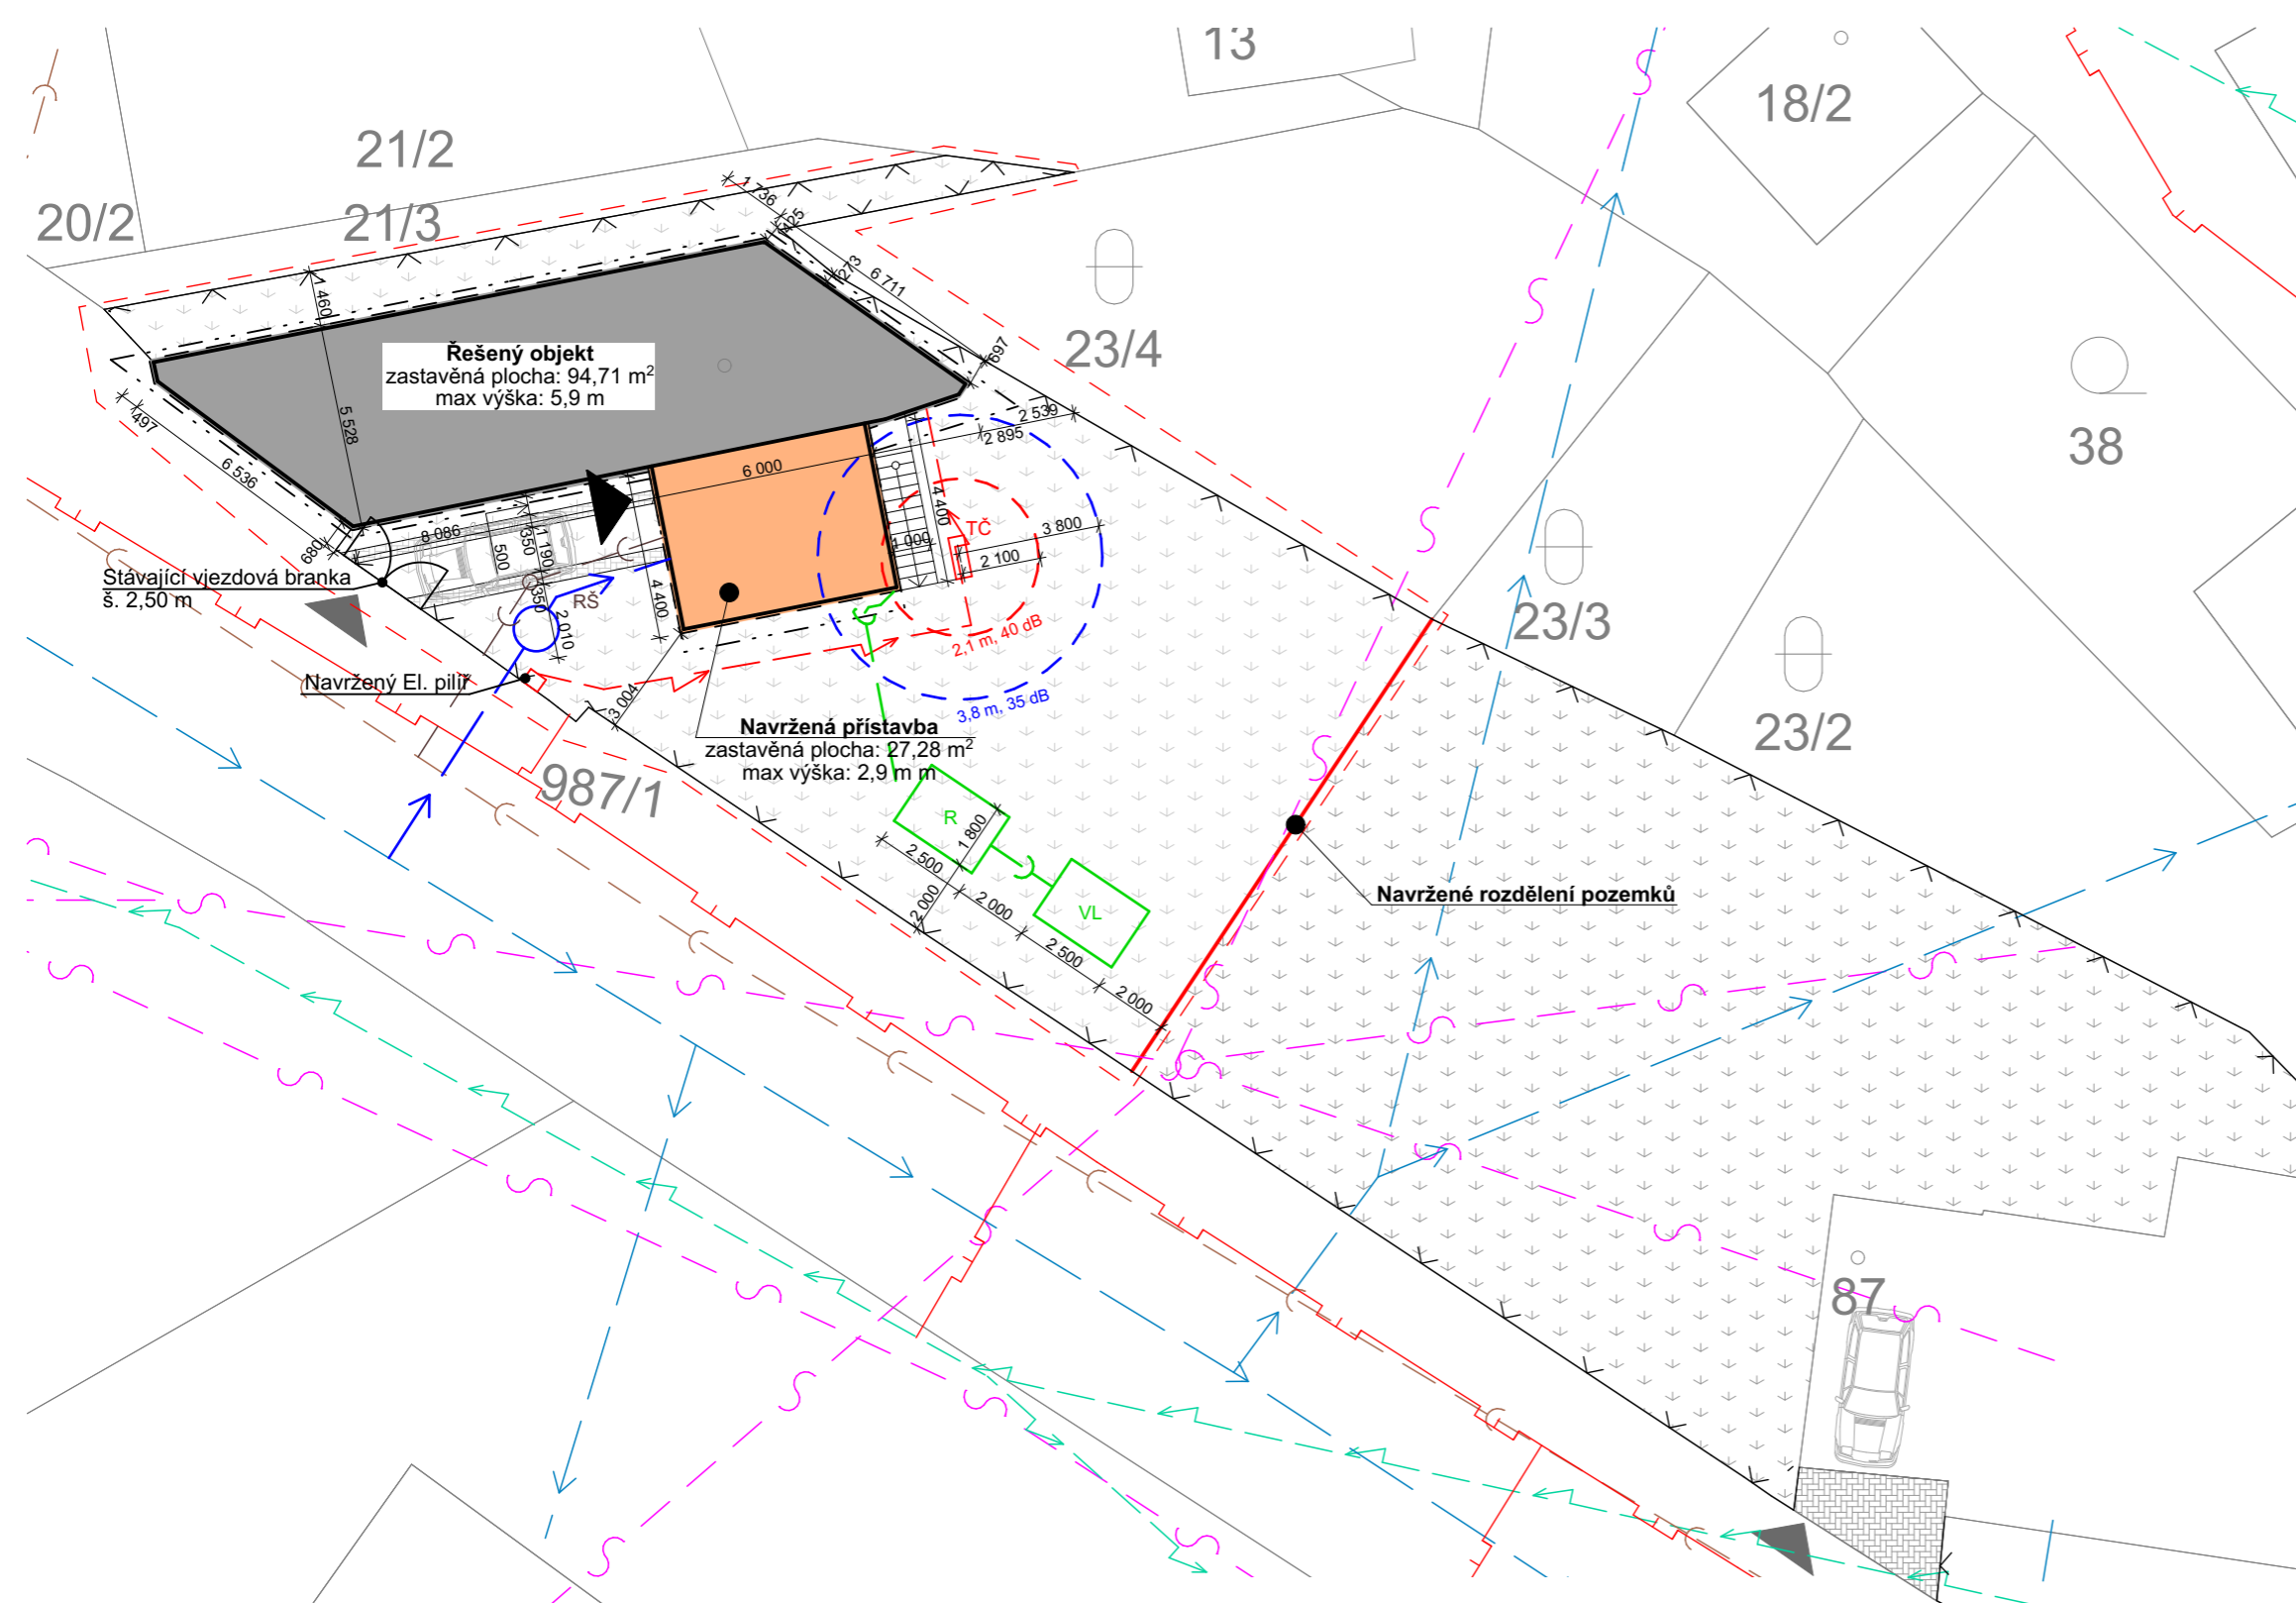 13
18/2
21/2
20/2
21/3
1 736
425
273
6 711
23/4
1 460
Řešený objekt
zastavěná plocha: 94,71 m²
max výška: 5,9 m
697
38
497
5 528
2 539
2 895
6 536
6 000
8 086
4 400
TČ
3 800
680
500
350
1 190
1 000
2 100
Stávající vjezdová branka
š. 2,50 m
350
RŠ
4 400
2 010
23/3
2,1 m, 40 dB
Navržený El. pilíř
3 004
3,8 m, 35 dB
Navržená přístavba
zastavěná plocha: 27,28 m²
max výška: 2,9 m m
23/2
987/1
R
1 800
2 500
2 000
2 000
VL
Navržené rozdělení pozemků
2 500
2 000
87